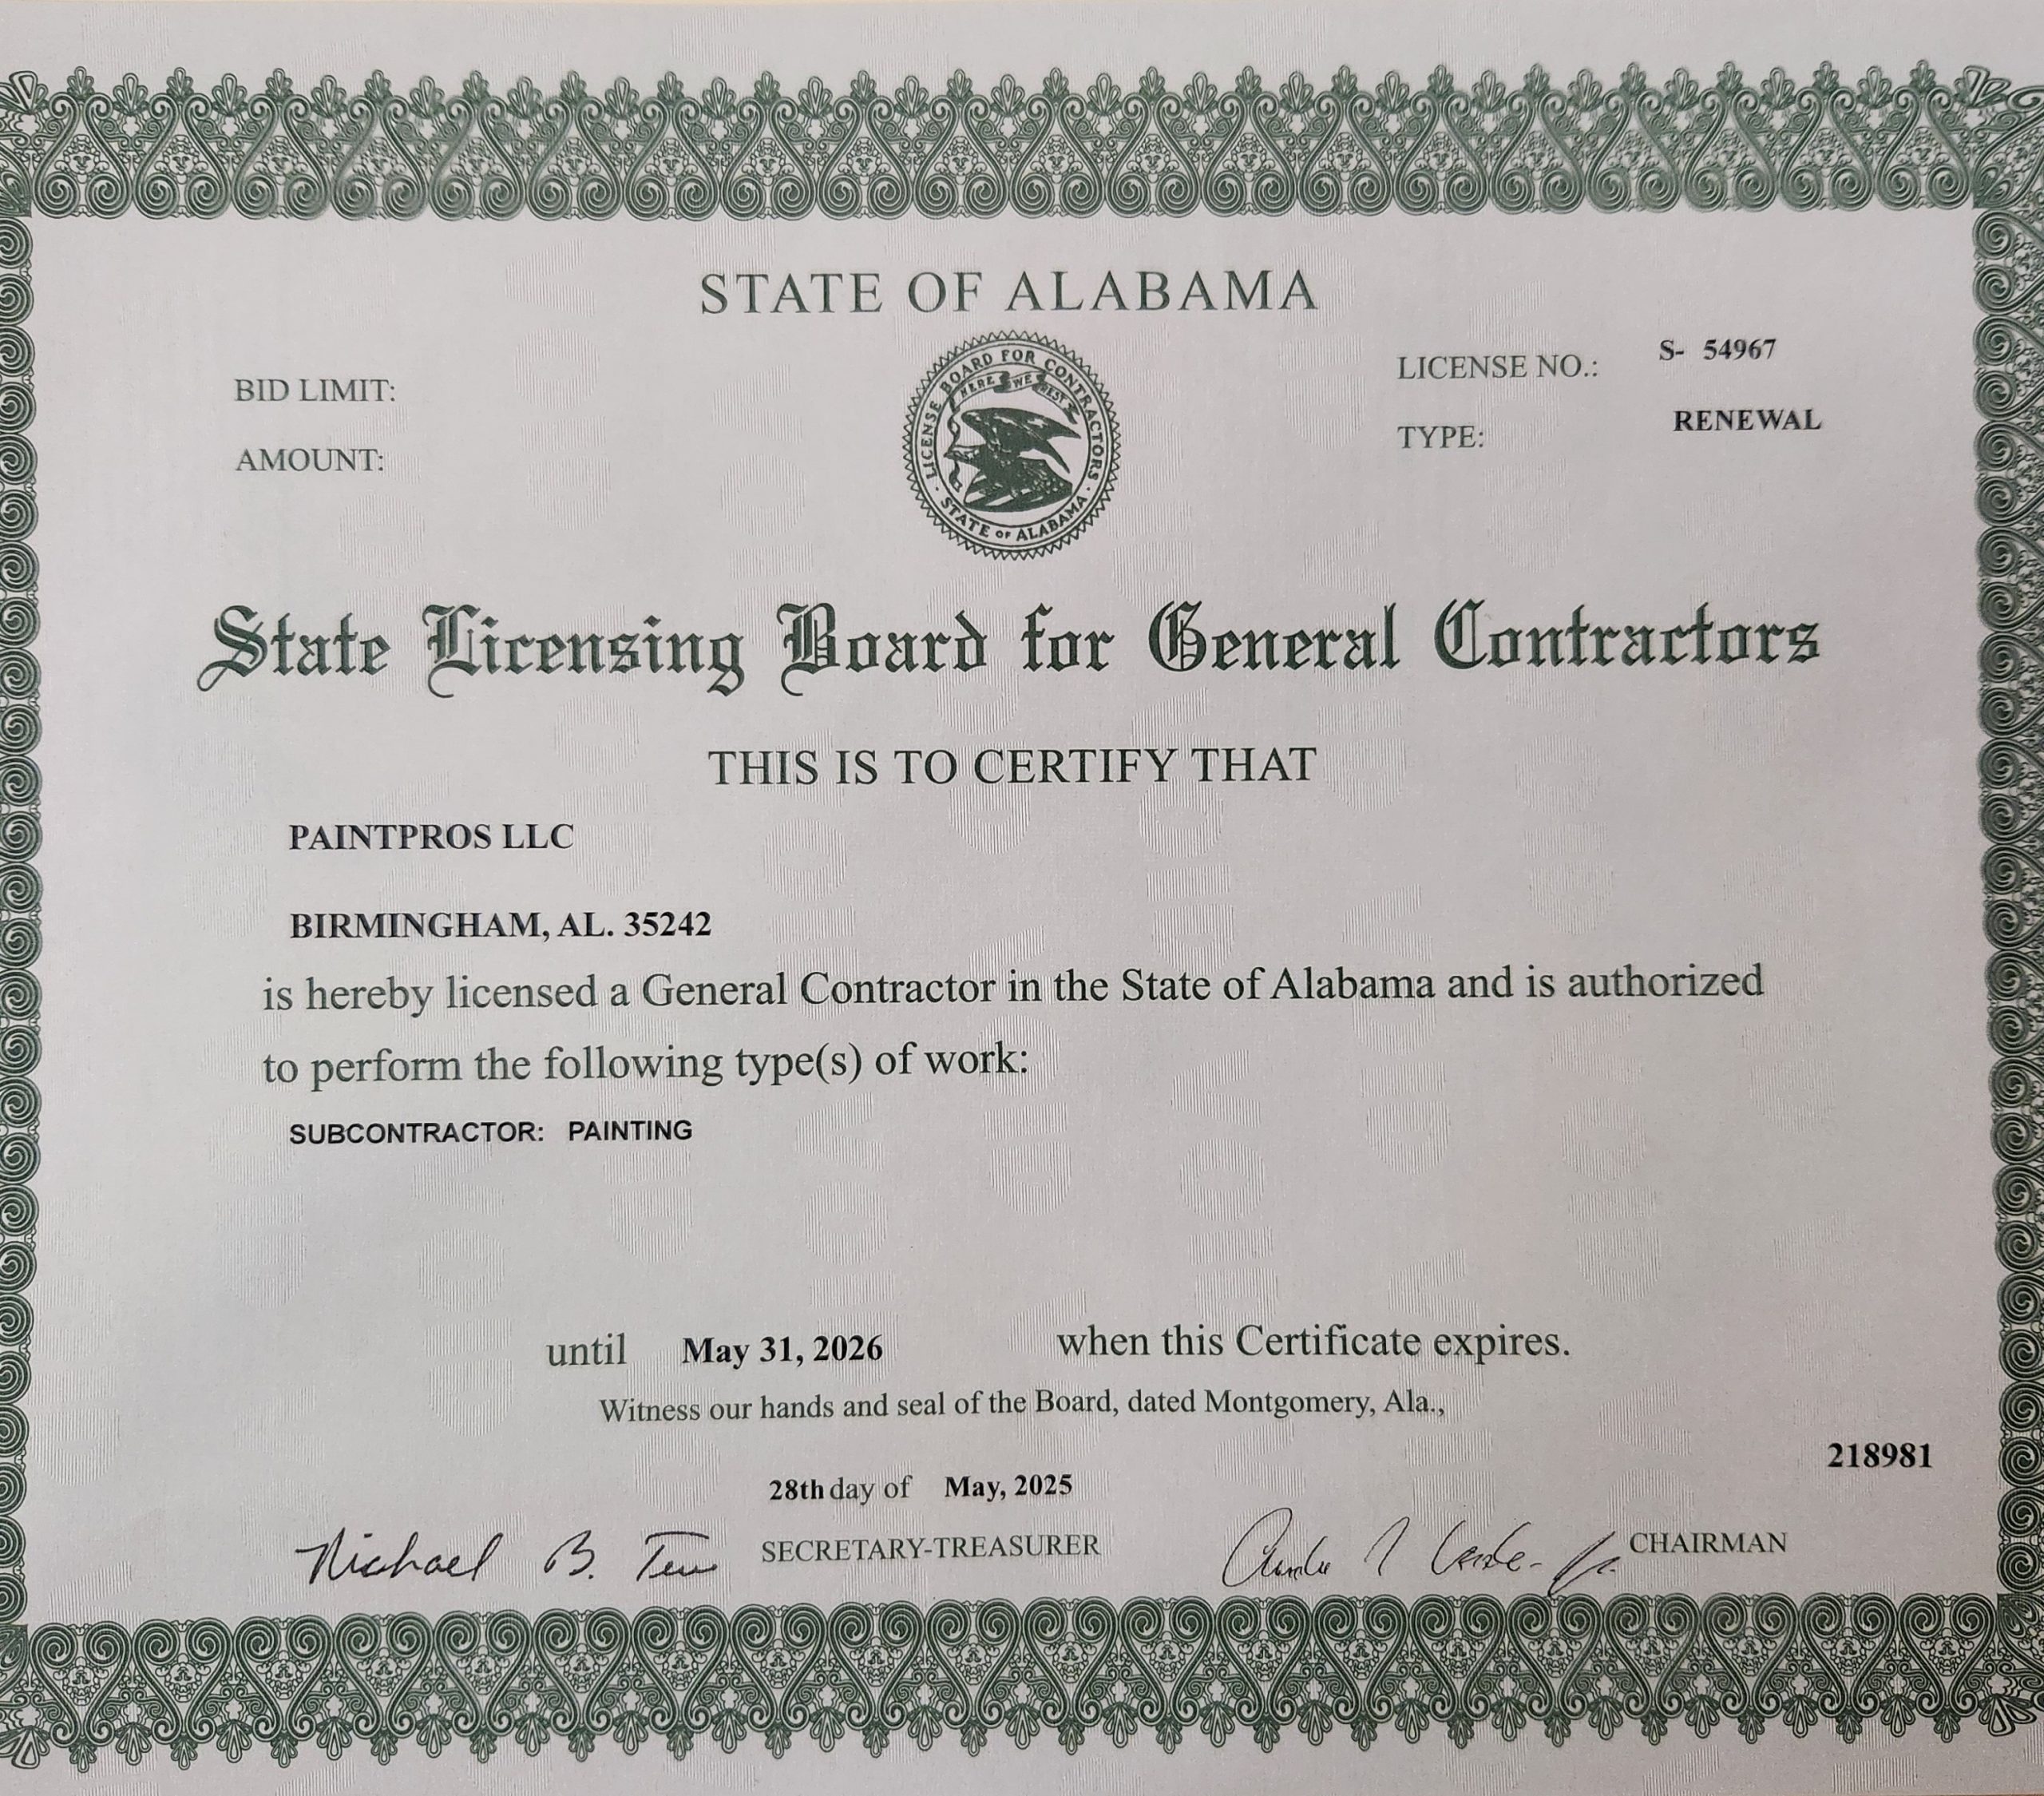 STATE OF ALABAMA
BID LIMIT:
AMOUNT:
LICENSE BOARD FOR CONTRACTORS
HERE WE REST
STATE OF ALABAMA
LICENSE NO.: S- 54967
TYPE: RENEWAL
State Licensing Board for General Contractors
THIS IS TO CERTIFY THAT
PAINTPROS LLC
BIRMINGHAM, AL. 35242
is hereby licensed a General Contractor in the State of Alabama and is authorized
to perform the following type(s) of work:
SUBCONTRACTOR: PAINTING
until May 31, 2026 when this Certificate expires.
Witness our hands and seal of the Board, dated Montgomery, Ala.,
218981
28th day of May, 2025
Michael B. SECRETARY-TREASURER
CHAIRMAN